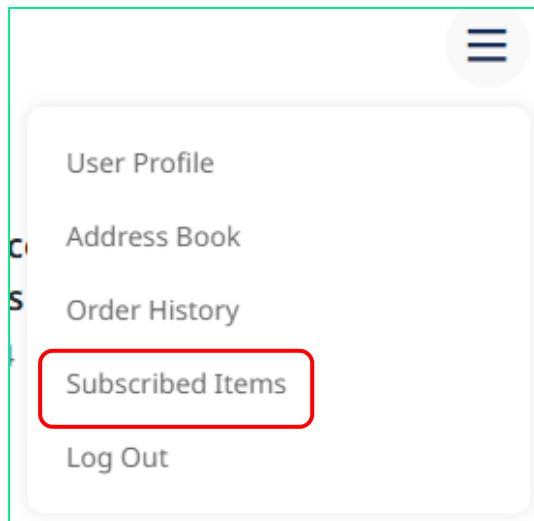 User Profile
Address Book
Order History
Subscribed Items
Log Out